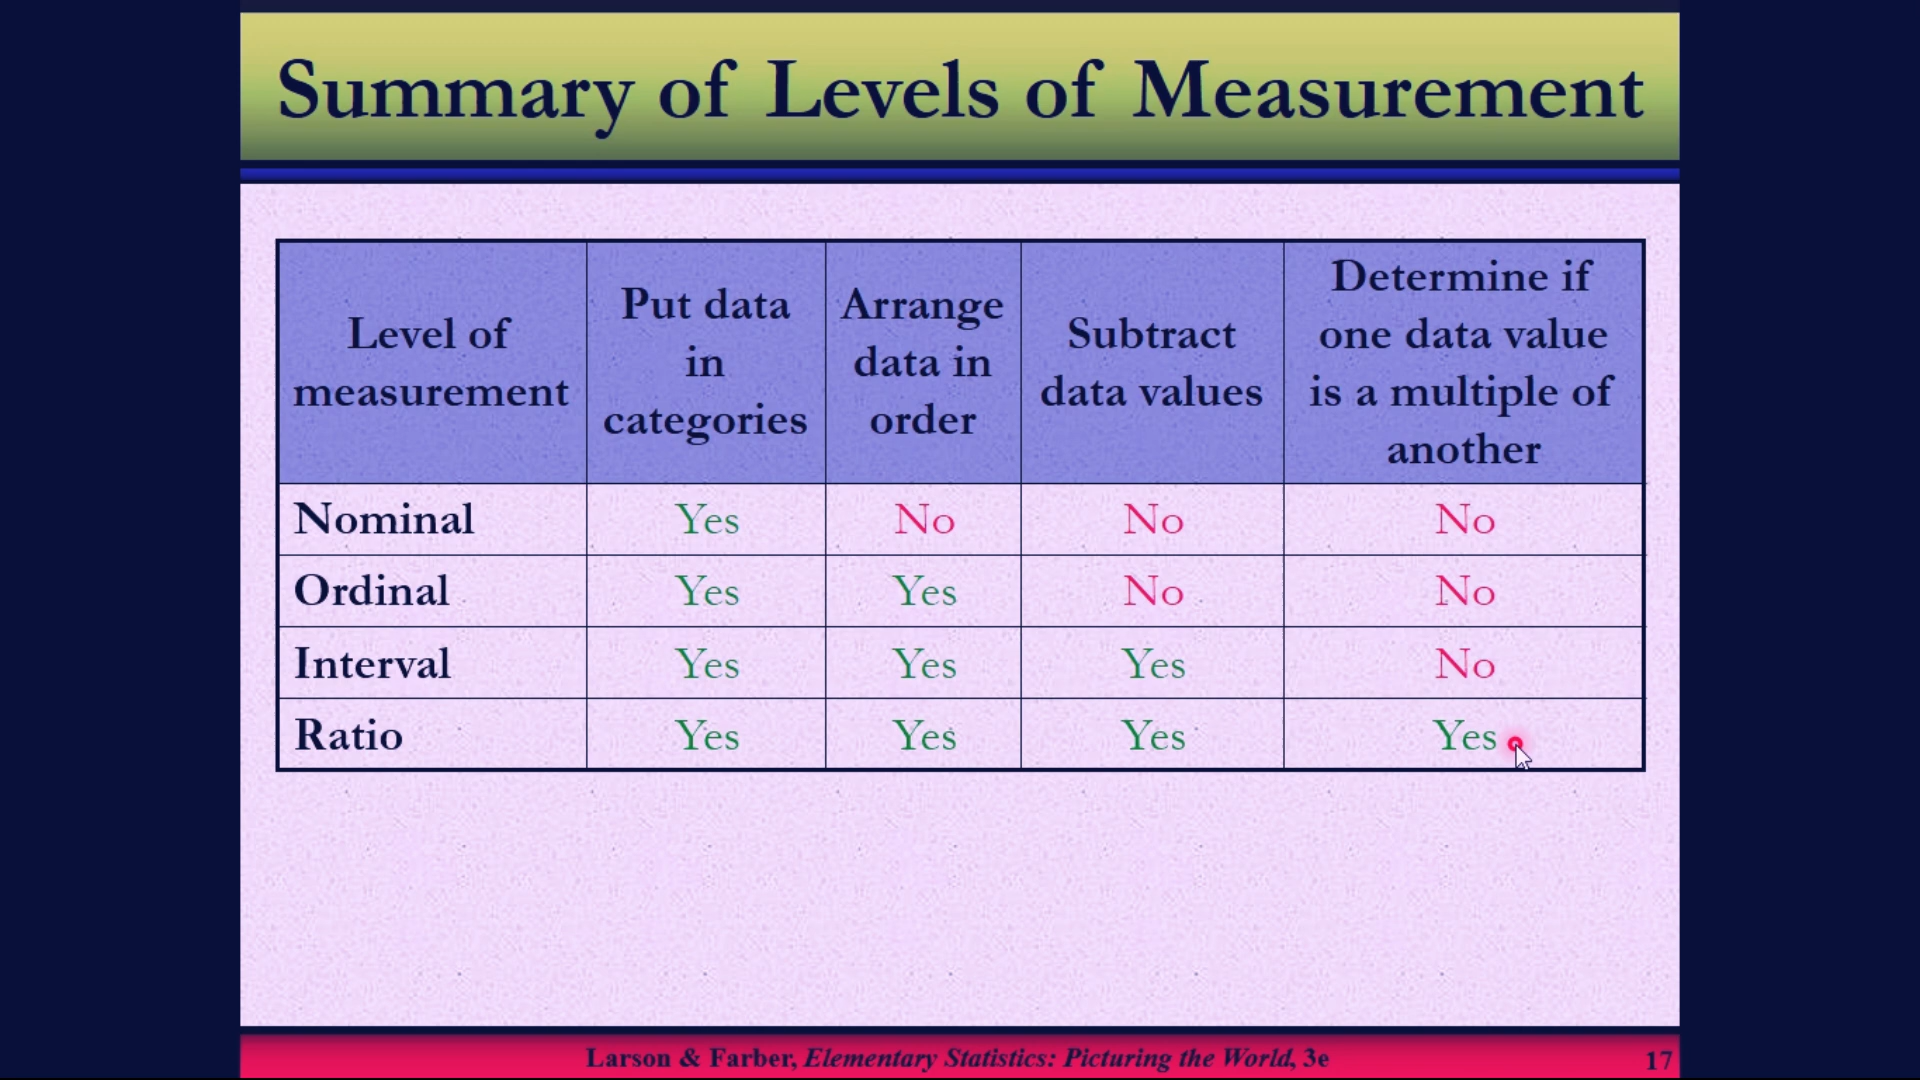 Summary of Levels of Measurement
Level of
measurement
Put data
in
categories
Arrange
data in
order
Subtract
data values
Determine if
one data value
is a multiple of
another
Nominal Yes No No No
Ordinal Yes Yes No No
Interval Yes Yes Yes No
Ratio Yes Yes Yes Yes
Larson & Farber, Elementary Statistics: Picturing the World, 3e 17